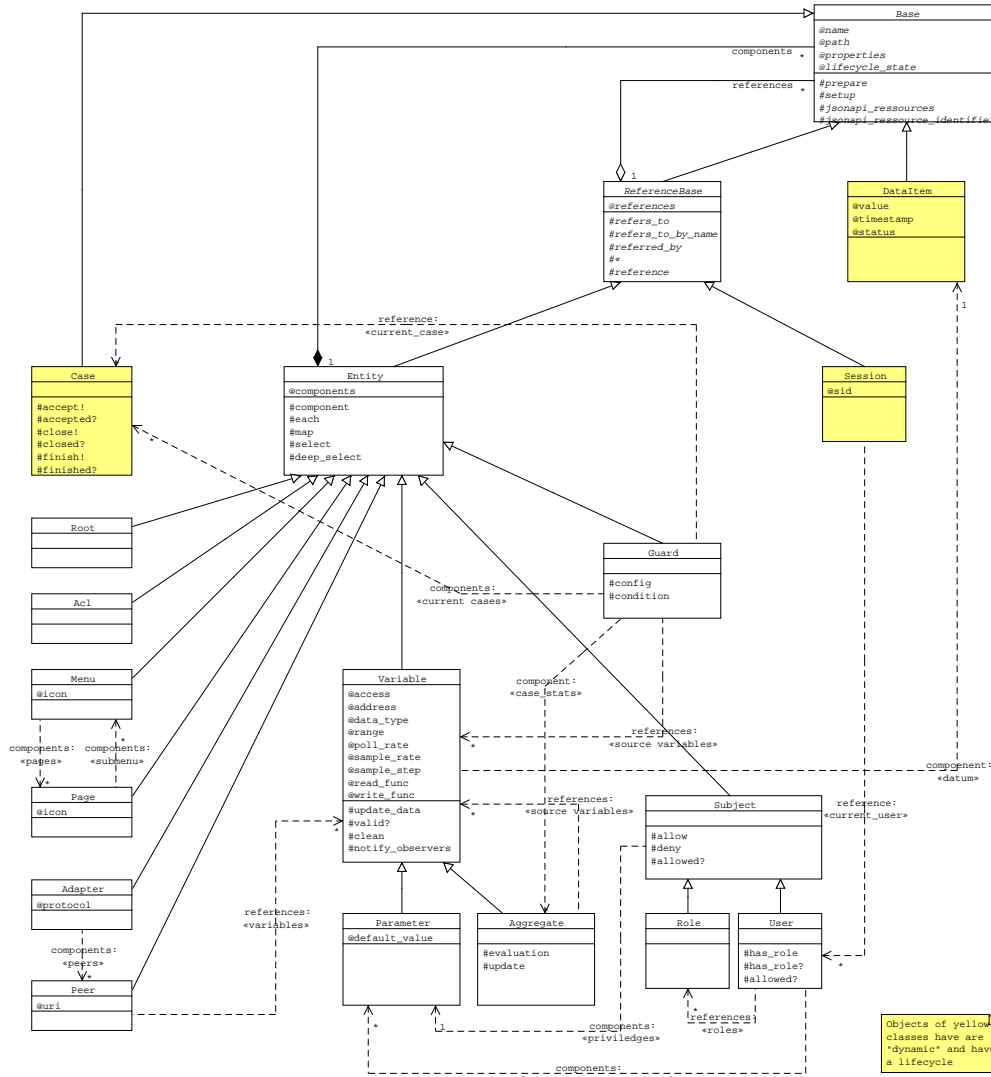 Base
@name
@path
@properties
@lifecycle_state
#prepare
#setup
#jsonapi_ressources
#jsonapi_ressource_identifier
components
*
references
*
1
ReferenceBase
@references
#refers_to
#refers_to_by_name
#referred_by
#«
#reference
DataItem
@value
@timestamp
@status
1
reference:
«current_case»
1
Case
#accept!
#accepted?
#close!
#closed?
#finish!
#finished?
*
Entity
@components
#component
#each
#map
#select
#deep_select
Session
@sid
Root
Guard
#config
#condition
components:
«current cases»
Acl
Menu
@icon
Variable
@access
@address
@data_type
@range
@poll_rate
@sample_rate
@sample_step
@read_func
@write_func
#update_data
#valid?
#clean
#notify_observers
component:
«case_stats»
references:
«source variables»
*
components:
«pages»
*
components:
«submenu»
*
component:
«datum»
Page
@icon
references:
«source variables»
*
Subject
#allow
#deny
#allowed?
reference:
«current_user»
*
Adapter
@protocol
references:
«variables»
*
Parameter
@default_value
Aggregate
#evaluation
#update
Role
User
#has_role
#has_role?
#allowed?
*
components:
«peers»
*
Peer
@uri
*
1
components:
«priviledges»
*
references:
«roles»
components:
Objects of yellow
classes have are
"dynamic" and have
a lifecycle